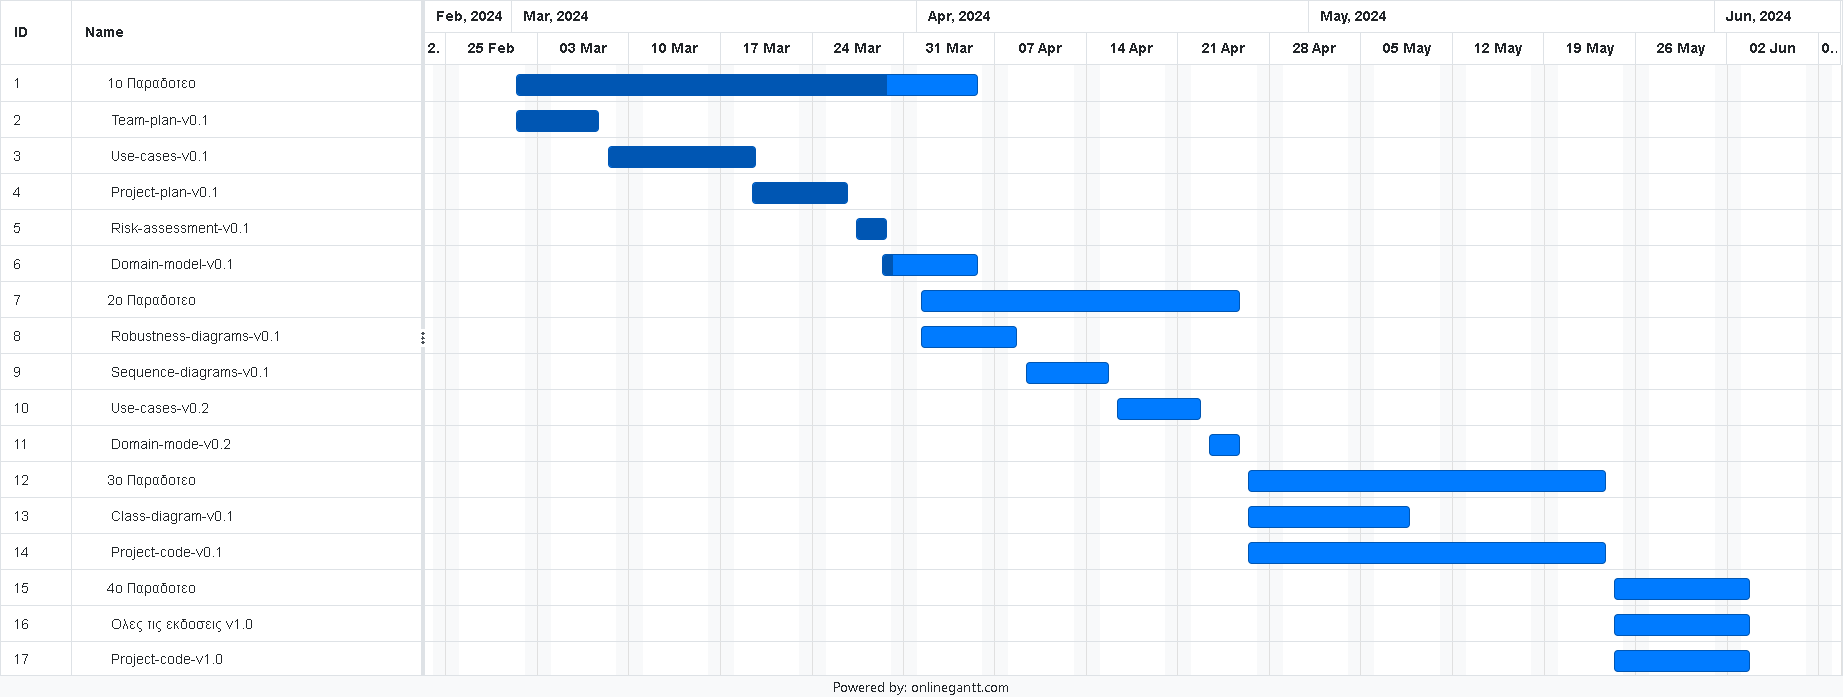 ID Name Feb, 2024 Mar, 2024 Apr, 2024 May, 2024 Jun, 2024
2. 25 Feb 03 Mar 10 Mar 17 Mar 24 Mar 31 Mar 07 Apr 14 Apr 21 Apr 28 Apr 05 May 12 May 19 May 26 May 02 Jun 0..
1 1ο Παραδοτεο
2 Team-plan-v0.1
3 Use-cases-v0.1
4 Project-plan-v0.1
5 Risk-assessment-v0.1
6 Domain-model-v0.1
7 2ο Παραδοτεο
8 Robustness-diagrams-v0.1
9 Sequence-diagrams-v0.1
10 Use-cases-v0.2
11 Domain-mode-v0.2
12 3ο Παραδοτεο
13 Class-diagram-v0.1
14 Project-code-v0.1
15 4ο Παραδοτεο
16 Ολες τις εκδοσεις v1.0
17 Project-code-v1.0
Powered by: onlinegantt.com